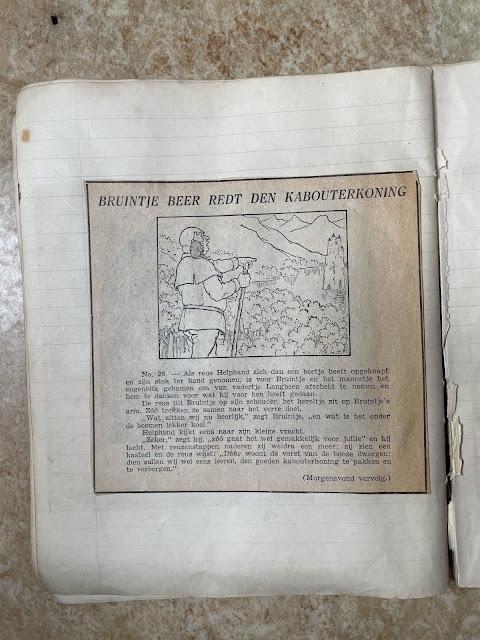 BRUINTJE BEER REDT DEN KABOUTERKONING
No. 28. — Als reus Helphand zich dan een beetje heeft opgeknapt
en zijn stok ter hand genomen, is voor Bruintje en het mannetje het
oogenblik gekomen om van vadertje Langbeen afscheid te nemen en
hem te danken voor wat hij voor hen heeft gedaan.
De reus tilt Bruintje op zijn schouder, het kereltje zit op Bruintje's
arm. Zóó trekken ze samen naar het verre doel.
„Wat zitten wij nu heerlijk," zegt Bruintje, „en wat is het onder
de boomen lekker koel."
Helphand kijkt eens naar zijn kleine vracht.
„Zeker," zegt hij, „zóó gaat het wel gemakkelijk voor jullie" en hij
lacht. Met reuzenstappen naderen zij weldra een meer; zij zien een
kasteel en de reus wijst: „Dáár woont de vorst van de booze dwergen;
dien zullen wij wel eens leeren, den goeden kabouterkoning te pakken en
te verbergen."
(Morgenavond vervolg.)